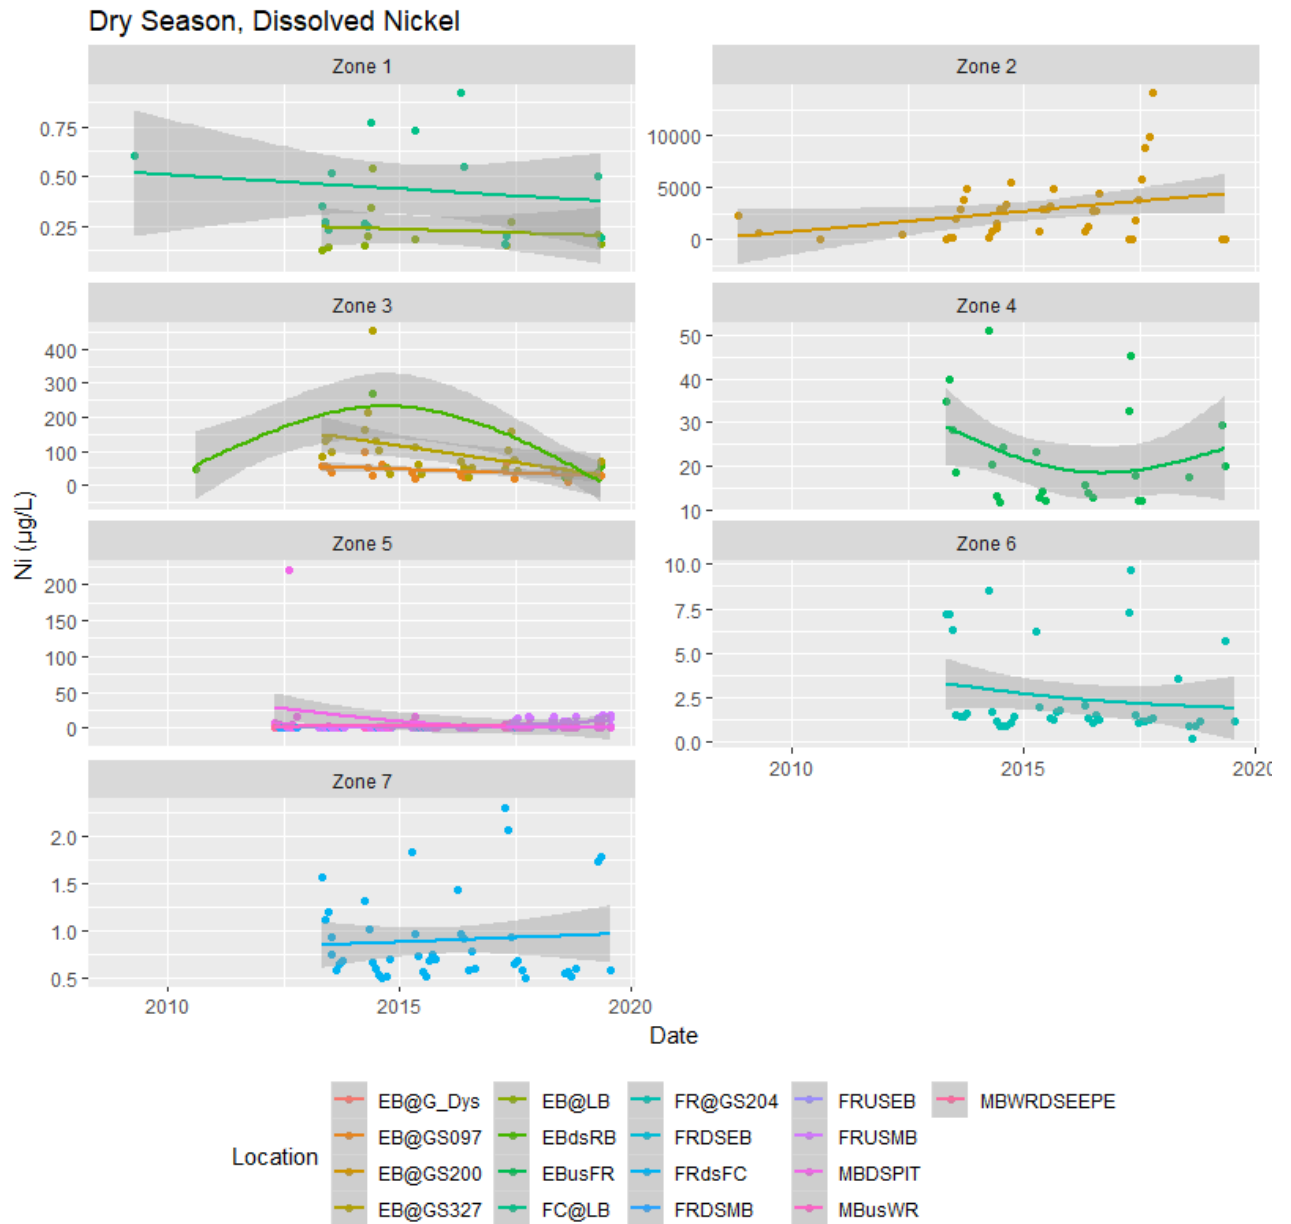 Dry Season, Dissolved Nickel
Zone 1
Zone 2
0.75
0.50
0.25
10000
5000
0
Zone 3
Zone 4
400
300
200
100
0
50
40
30
20
10
Zone 5
Zone 6
200
150
100
50
0
10.0
7.5
5.0
2.5
0.0
2010
2015
2020
Zone 7
2.0
1.5
1.0
0.5
2010
2015
2020
Ni (µg/L)
Date
Location
EB@G_Dys
EB@GS097
EB@GS200
EB@GS327
EB@LB
EBdsRB
EBusFR
FC@LB
FR@GS204
FRDSEB
FRdsFC
FRDSMB
FRUSEB
FRUSMB
MBDSPIT
MBusWR
MBWRDSEEPE